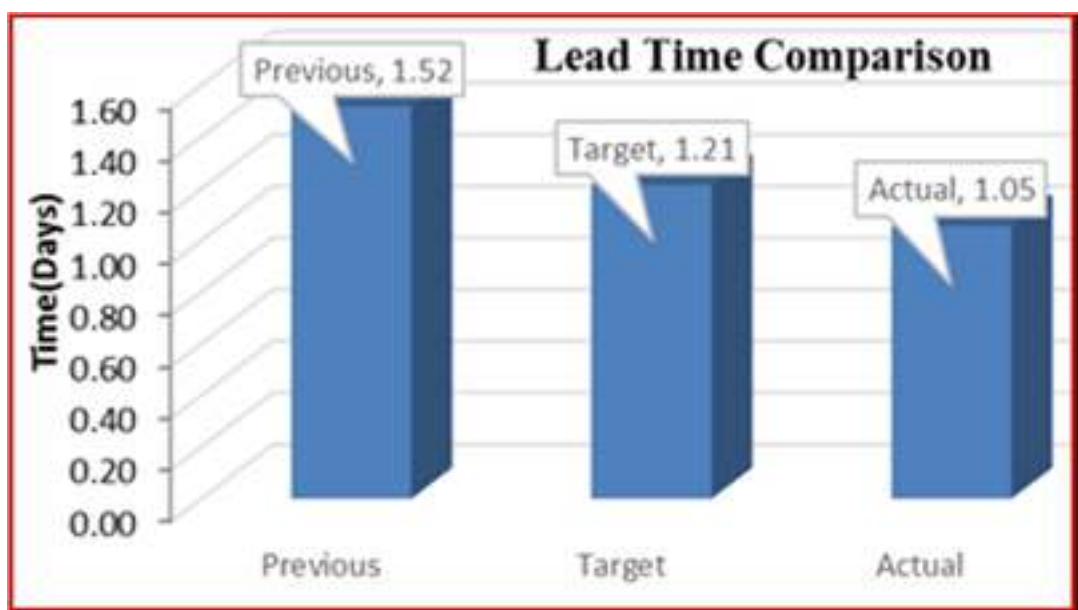 Lead Time Comparison
Previous, 1.52
Target, 1.21
Actual, 1.05
Time(Days)
1.60
1.40
1.20
1.00
0.80
0.60
0.40
0.20
0.00
Previous
Target
Actual